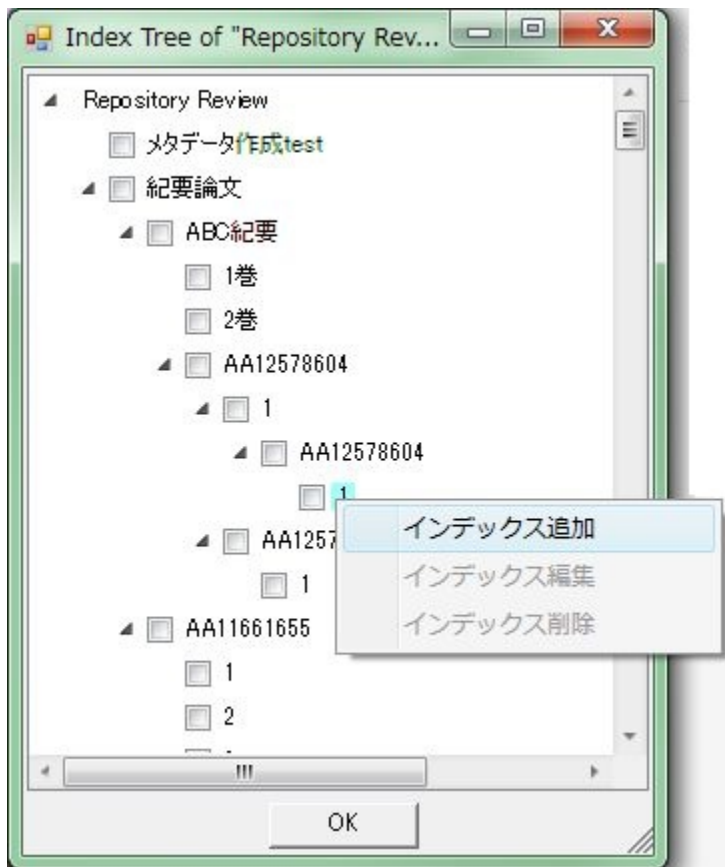 Index Tree of "Repository Rev...
Repository Review
メタデータ作成test
紀要論文
ABC紀要
1巻
2巻
AA12578604
1
AA12578604
1
インデックス追加
AA1257
インデックス編集
1
インデックス削除
AA11661655
1
2
OK